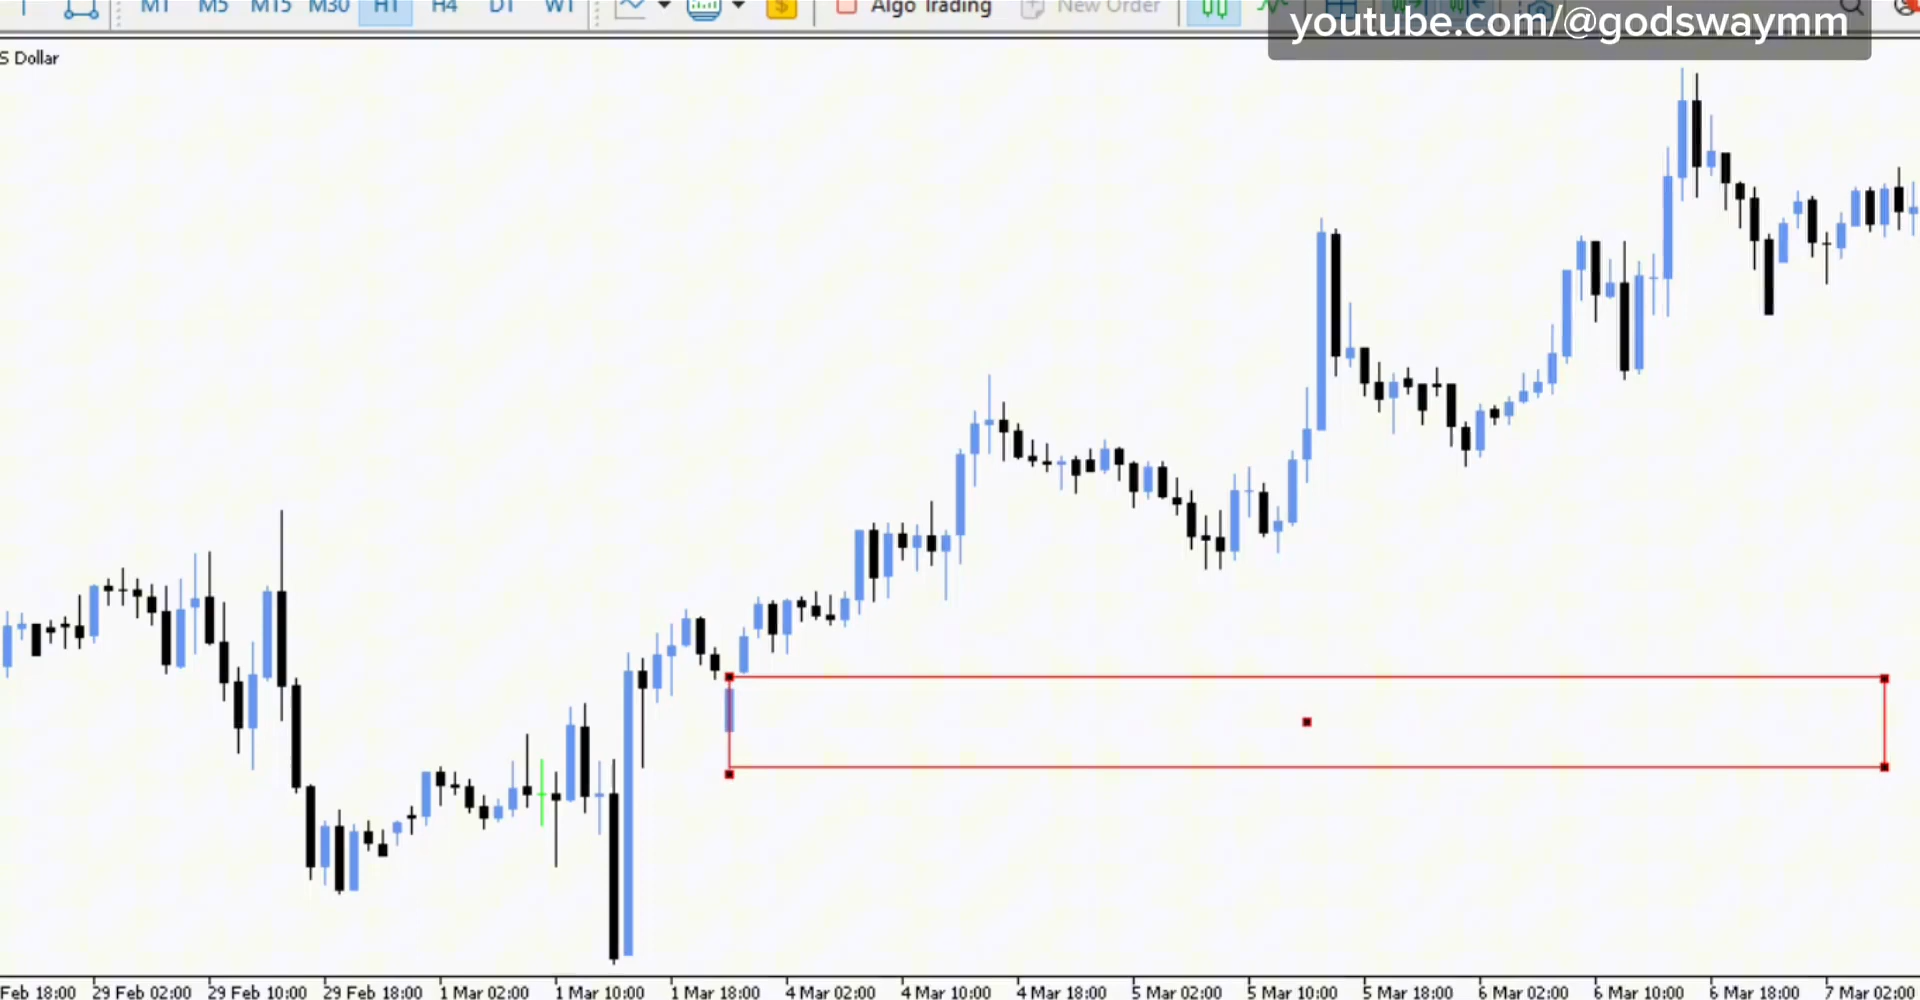 M1 M5 M15 M30 H1 H4 D1 W1 $ Algo Trading New Order
youtube.com/@godswaymm
S Dollar
Feb 18:00 29 Feb 02:00 29 Feb 10:00 29 Feb 18:00 1 Mar 02:00 1 Mar 10:00 1 Mar 18:00 4 Mar 02:00 4 Mar 10:00 4 Mar 18:00 5 Mar 02:00 5 Mar 10:00 5 Mar 18:00 6 Mar 02:00 6 Mar 10:00 6 Mar 18:00 7 Mar 02:00